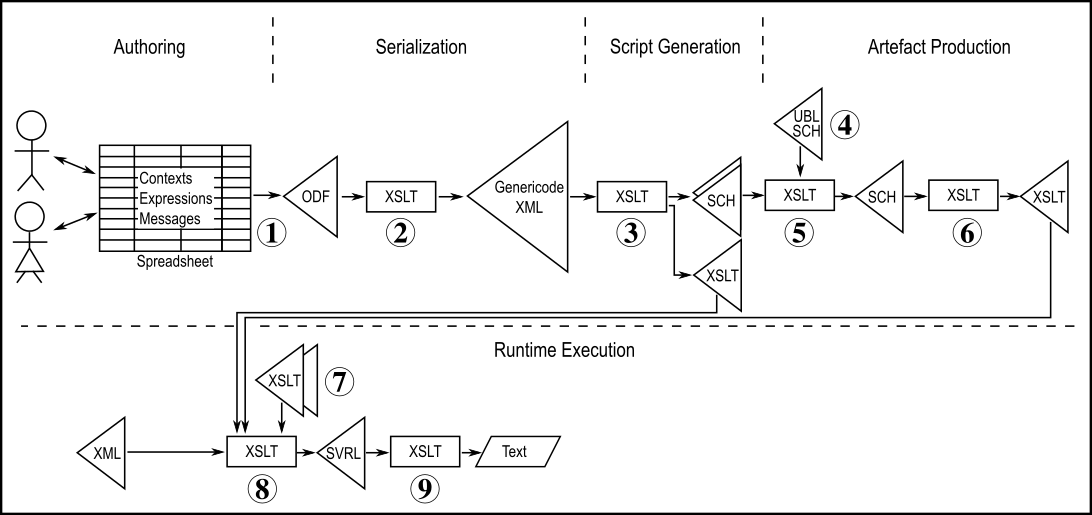 Authoring
Serialization
Script Generation
Artefact Production
UBL
SCH
4
Contexts
Expressions
Messages
Spreadsheet
1
ODF
XSLT
2
Genericode
XML
XSLT
3
SCH
XSLT
XSLT
5
SCH
XSLT
6
XSLT
Runtime Execution
XSLT
7
XML
XSLT
8
SVRL
XSLT
9
Text